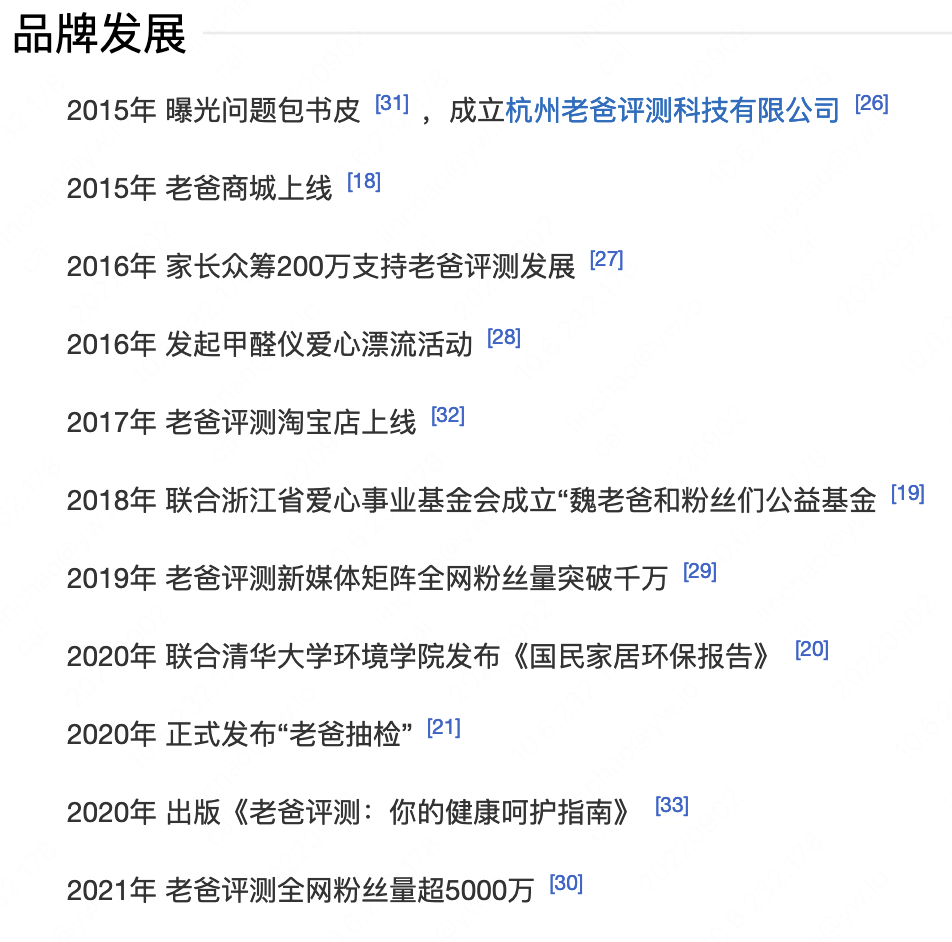 品牌发展
2015年 曝光问题包书皮 [31] ，成立杭州老爸评测科技有限公司 [26]
2015年 老爸商城上线 [18]
2016年 家长众筹200万支持老爸评测发展 [27]
2016年 发起甲醛仪爱心漂流活动 [28]
2017年 老爸评测淘宝店上线 [32]
2018年 联合浙江省爱心事业基金会成立“魏老爸和粉丝们公益基金 [19]
2019年 老爸评测新媒体矩阵全网粉丝量突破千万 [29]
2020年 联合清华大学环境学院发布《国民家居环保报告》 [20]
2020年 正式发布“老爸抽检” [21]
2020年 出版《老爸评测：你的健康呵护指南》 [33]
2021年 老爸评测全网粉丝量超5000万 [30]